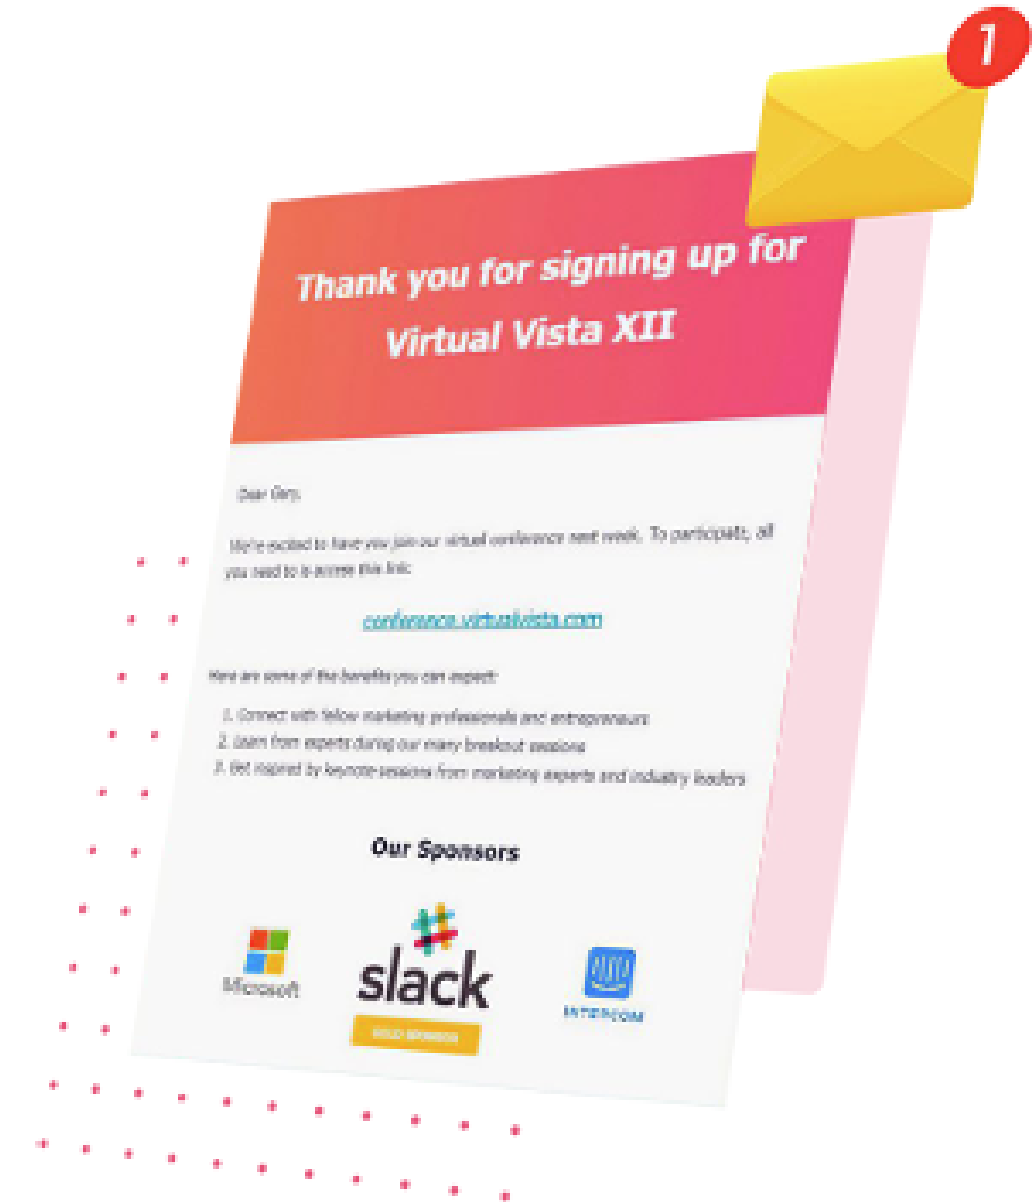 1
Thank you for signing up for
Virtual Vista XII
Dear Gary,
We're excited to have you join our virtual conference next week. To participate, all
you need to is access this link:
conference.virtualvista.com
Here are some of the benefits you can expect:
1. Connect with fellow marketing professionals and entrepreneurs
2. Learn from experts during our many breakout sessions
3. Get inspired by keynote sessions from marketing experts and industry leaders
Our Sponsors
Microsoft
slack
INTERCOM
GOLD SPONSOR